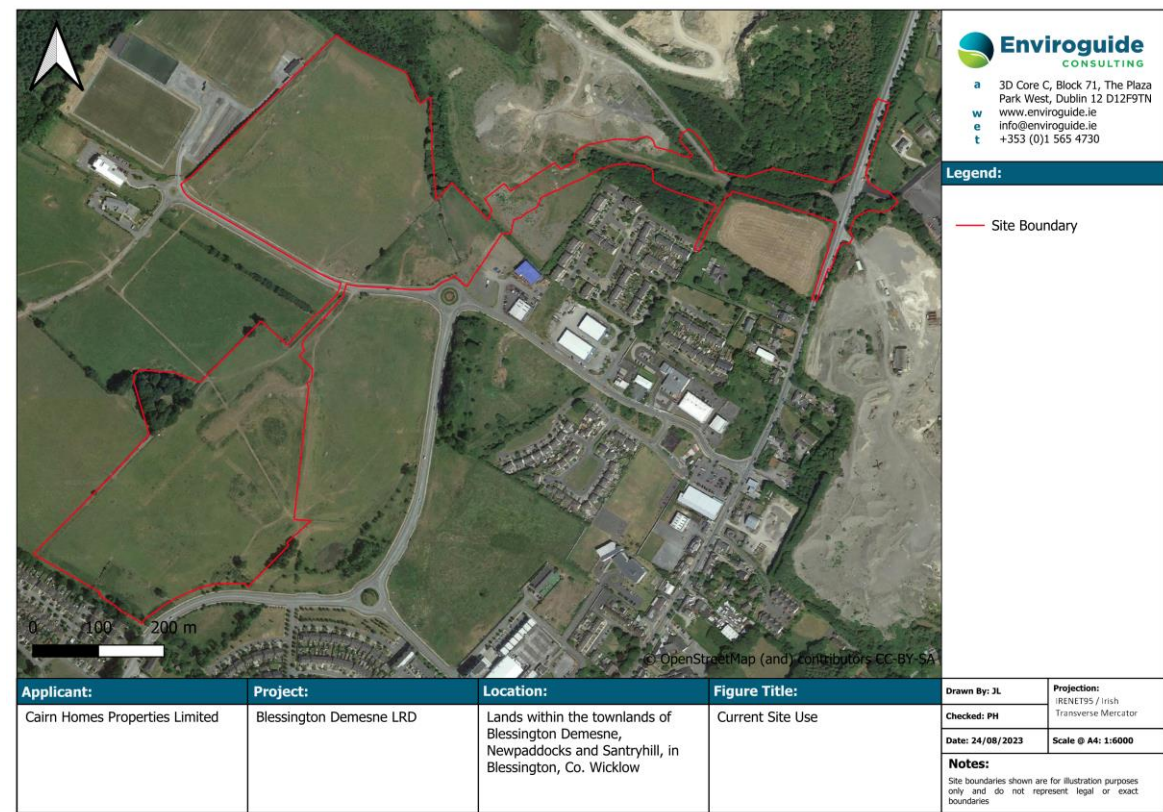 Enviroguide
CONSULTING
a 3D Core C, Block 71, The Plaza
Park West, Dublin 12 D12F9TN
w www.enviroguide.ie
e info@enviroguide.ie
t +353 (0)1 565 4730
Legend:
Site Boundary
0 100 200 m
© OpenStreetMap (and) contributors CC-BY-SA
Applicant:
Cairn Homes Properties Limited
Project:
Blessington Demesne LRD
Location:
Lands within the townlands of
Blessington Demesne,
Newpaddocks and Santryhill, in
Blessington, Co. Wicklow
Figure Title:
Current Site Use
Drawn By: JL
Checked: PH
Date: 24/08/2023
Projection:
IRENET95 / Irish
Transverse Mercator
Scale @ A4: 1:6000
Notes:
Site boundaries shown are for illustration purposes
only and do not represent legal or exact
boundaries